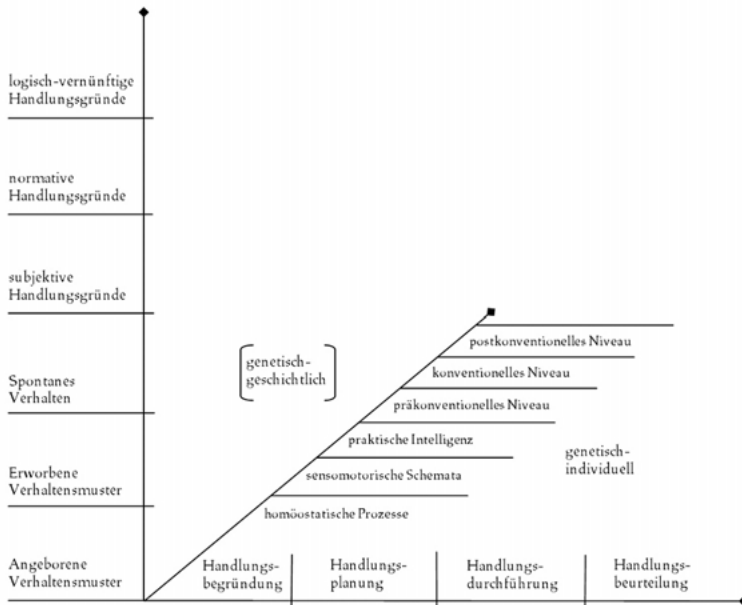 logisch-vernünftige
Handlungsgründe
normative
Handlungsgründe
subjektive
Handlungsgründe
Spontanes
Verhalten
Erworbene
Verhaltensmuster
Angeborene
Verhaltensmuster
genetisch-
geschichtlich
postkonventionelles Niveau
konventionelles Niveau
präkonventionelles Niveau
praktische Intelligenz
sensomotorische Schemata
homöostatische Prozesse
genetisch-
individuell
Handlungs-
begründung
Handlungs-
planung
Handlungs-
durchführung
Handlungs-
beurteilung